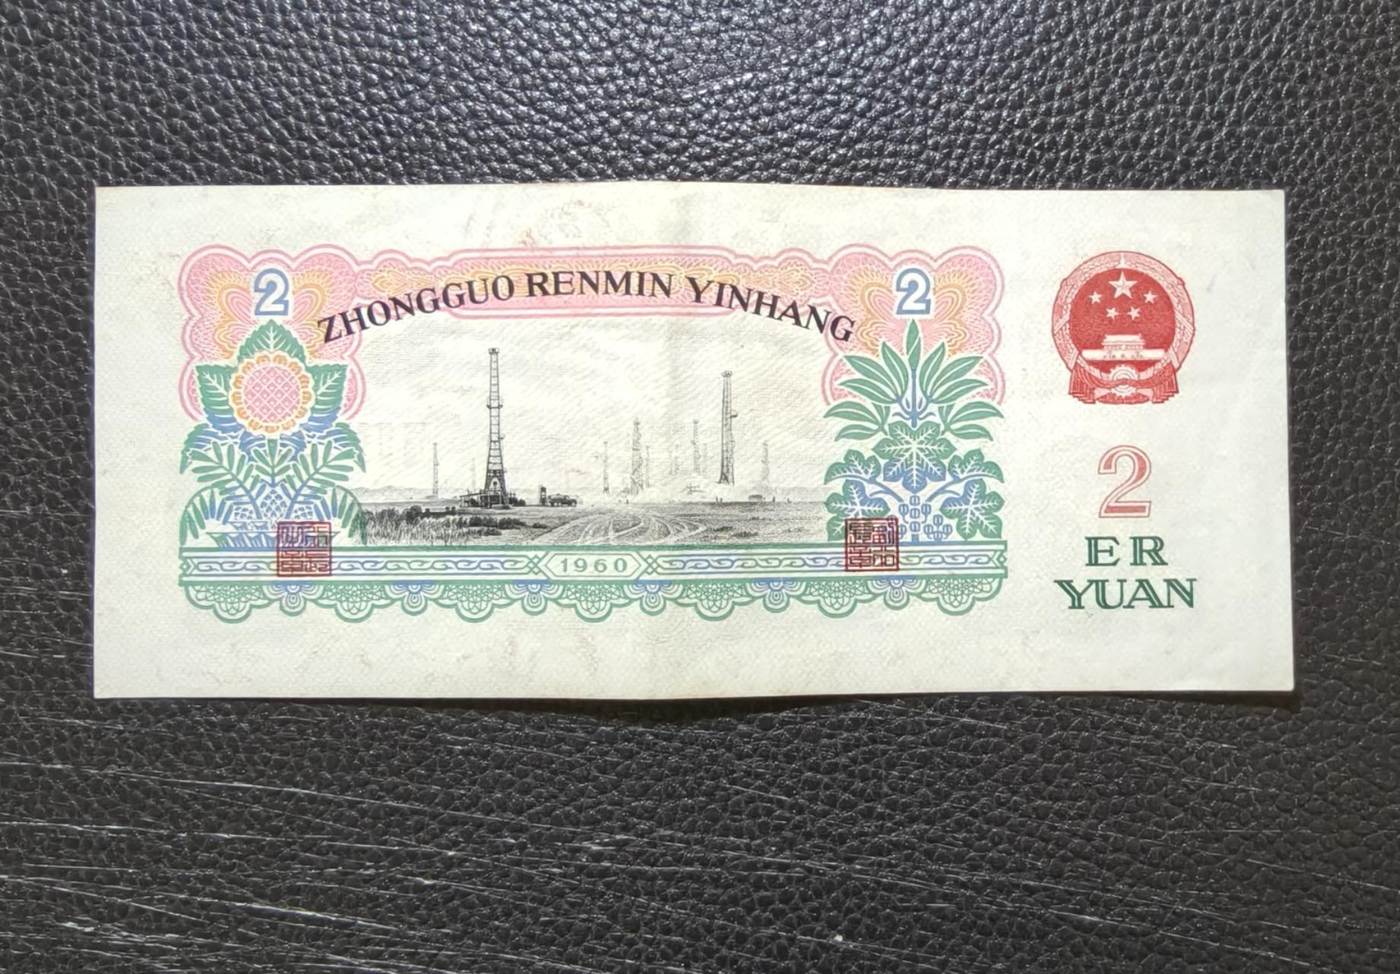 2
ZHONGGUO RENMIN YINHANG
2
1960
2
ER
YUAN